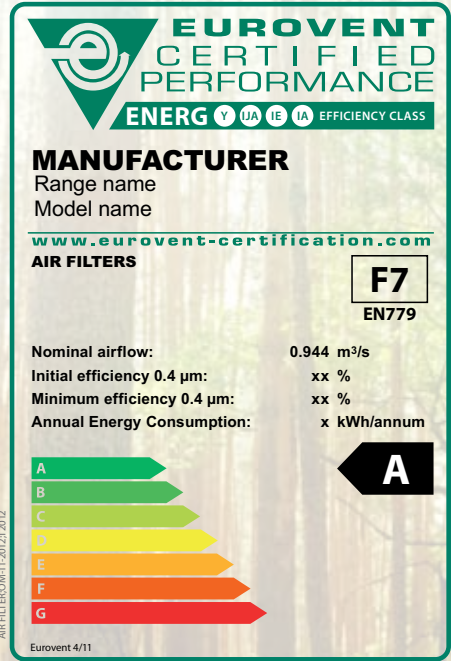 EUROVENT
CERTIFIED
PERFORMANCE
ENERG Y IJA IE IA EFFICIENCY CLASS
MANUFACTURER
Range name
Model name
www.eurovent-certification.com
AIR FILTERS
F7
EN779
Nominal airflow: 0.944 m³/s
Initial efficiency 0.4 µm: xx %
Minimum efficiency 0.4 µm: xx %
Annual Energy Consumption: x kWh/annum
A
A
B
C
D
E
F
G
Eurovent 4/11